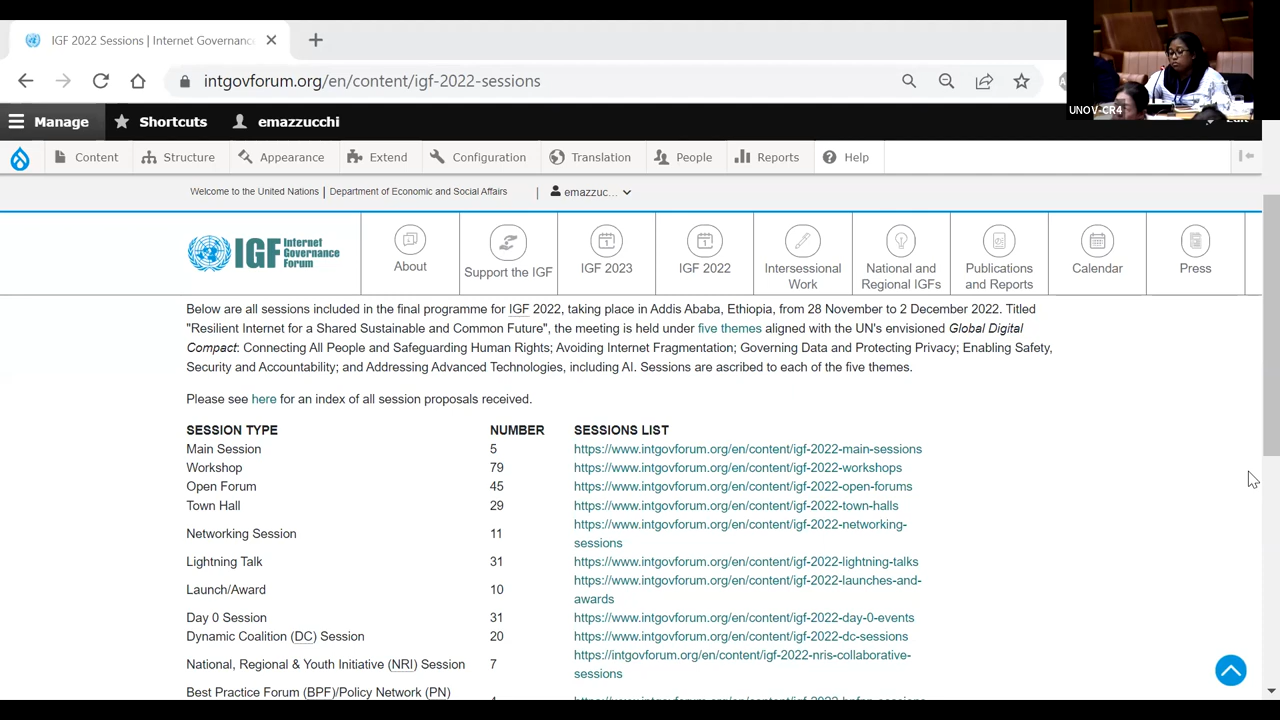 IGF 2022 Sessions | Internet Governance
intgovforum.org/en/content/igf-2022-sessions
UNOV-CR4
Manage Shortcuts emazzucchi
Content Structure Appearance Extend Configuration Translation People Reports Help
Welcome to the United Nations | Department of Economic and Social Affairs | emazzuc...
IGF Internet Governance Forum
About
Support the IGF
IGF 2023
IGF 2022
Intersessional Work
National and Regional IGFs
Publications and Reports
Calendar
Press
Below are all sessions included in the final programme for IGF 2022, taking place in Addis Ababa, Ethiopia, from 28 November to 2 December 2022. Titled
"Resilient Internet for a Shared Sustainable and Common Future", the meeting is held under five themes aligned with the UN's envisioned Global Digital
Compact: Connecting All People and Safeguarding Human Rights; Avoiding Internet Fragmentation; Governing Data and Protecting Privacy; Enabling Safety,
Security and Accountability; and Addressing Advanced Technologies, including AI. Sessions are ascribed to each of the five themes.
Please see here for an index of all session proposals received.
SESSION TYPE NUMBER SESSIONS LIST
Main Session 5 https://www.intgovforum.org/en/content/igf-2022-main-sessions
Workshop 79 https://www.intgovforum.org/en/content/igf-2022-workshops
Open Forum 45 https://www.intgovforum.org/en/content/igf-2022-open-forums
Town Hall 29 https://www.intgovforum.org/en/content/igf-2022-town-halls
Networking Session 11 https://www.intgovforum.org/en/content/igf-2022-networking-
sessions
Lightning Talk 31 https://www.intgovforum.org/en/content/igf-2022-lightning-talks
Launch/Award 10 https://www.intgovforum.org/en/content/igf-2022-launches-and-
awards
Day 0 Session 31 https://www.intgovforum.org/en/content/igf-2022-day-0-events
Dynamic Coalition (DC) Session 20 https://www.intgovforum.org/en/content/igf-2022-dc-sessions
National, Regional & Youth Initiative (NRI) Session 7 https://intgovforum.org/en/content/igf-2022-nris-collaborative-
sessions
Best Practice Forum (BPF)/Policy Network (PN)